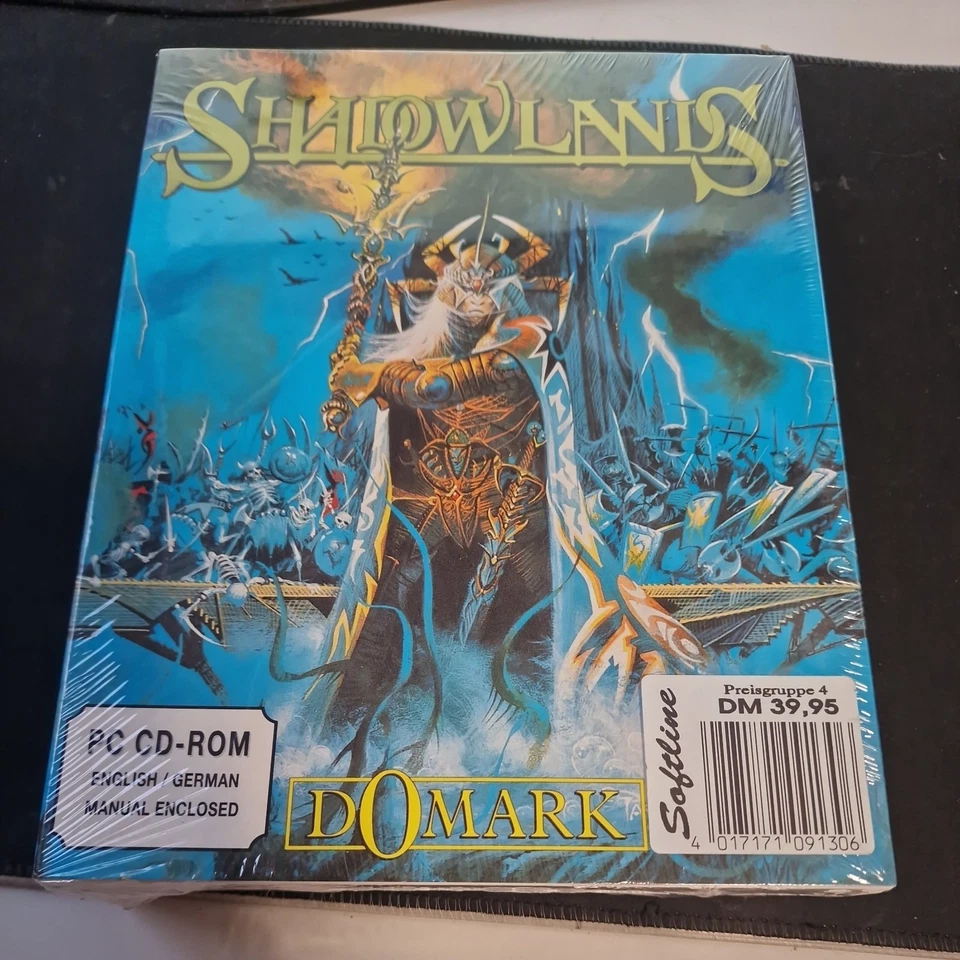 SHADOWLANDS
PC CD-ROM
ENGLISH / GERMAN
MANUAL ENCLOSED
DOMARK
Softline
Preisgruppe 4
DM 39,95
4 017171 091306